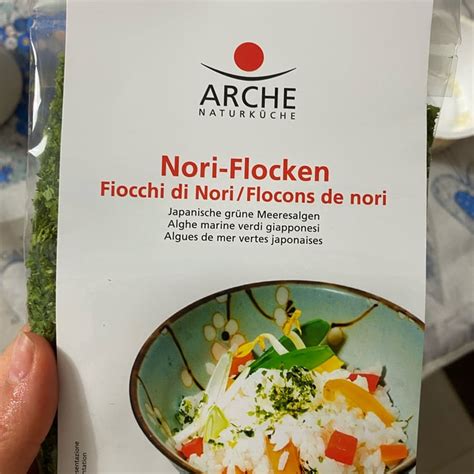 ARCHE
NATURKÜCHE
Nori-Flocken
Fiocchi di Nori/Flocons de nori
Japanische grüne Meeresalgen
Alghe marine verdi giapponesi
Algues de mer vertes japonaises